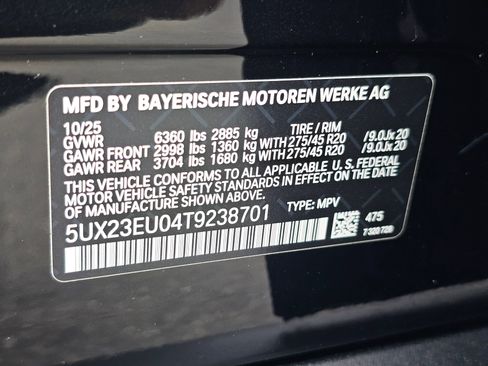 MFD BY BAYERISCHE MOTOREN WERKE AG
10/25 TIRE / RIM
GVWR 6360 lbs 2885 kg
GAWR FRONT 2998 lbs 1360 kg WITH 275/45 R20 /9.0Jx20
GAWR REAR 3704 lbs 1680 kg WITH 275/45 R20 /9.0Jx20
THIS VEHICLE CONFORMS TO ALL APPLICABLE U.S. FEDERAL
MOTOR VEHICLE SAFETY STANDARDS IN EFFECT ON THE
DATE OF MANUFACTURE SHOWN ABOVE.
5UX23EU04T9238701 TYPE: MPV
475
7 320 728